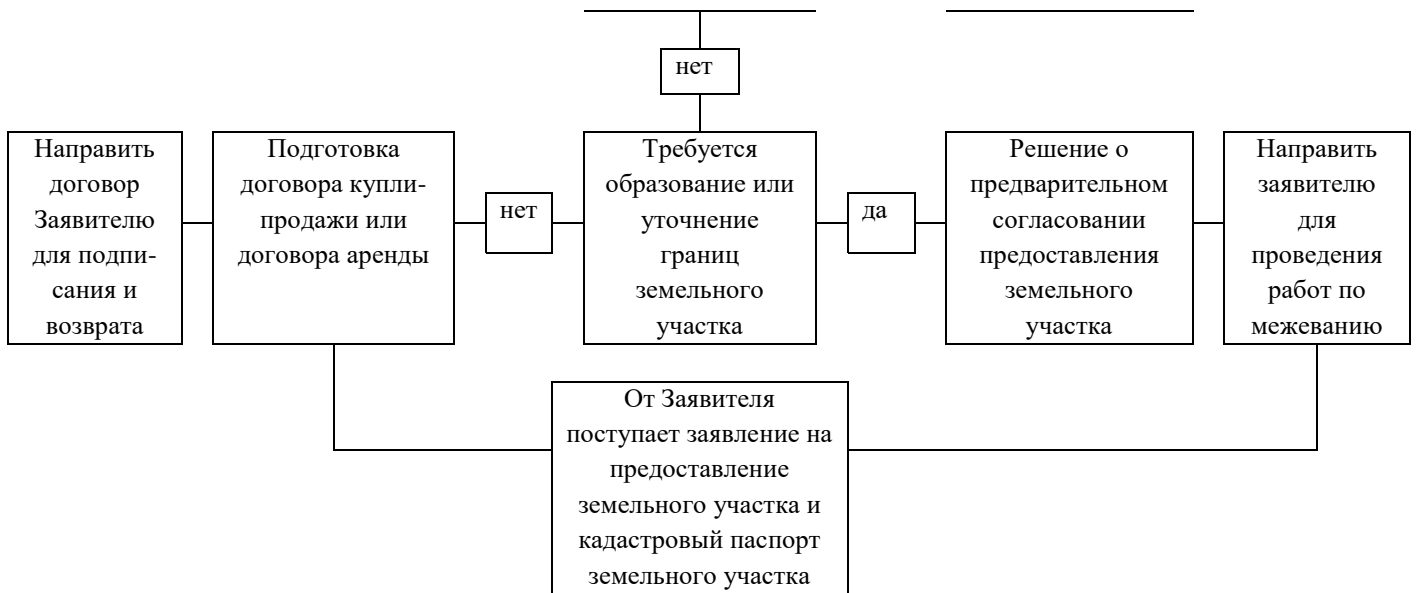 нет
Направить
договор
Заявителю
для подпи-
сания и
возврата
Подготовка
договора купли-
продажи или
договора аренды
нет
Требуется
образование или
уточнение
границ
земельного
участка
да
Решение о
предварительном
согласовании
предоставления
земельного
участка
Направить
заявителю
для
проведения
работ по
межеванию
От Заявителя
поступает заявление на
предоставление
земельного участка и
кадастровый паспорт
земельного участка